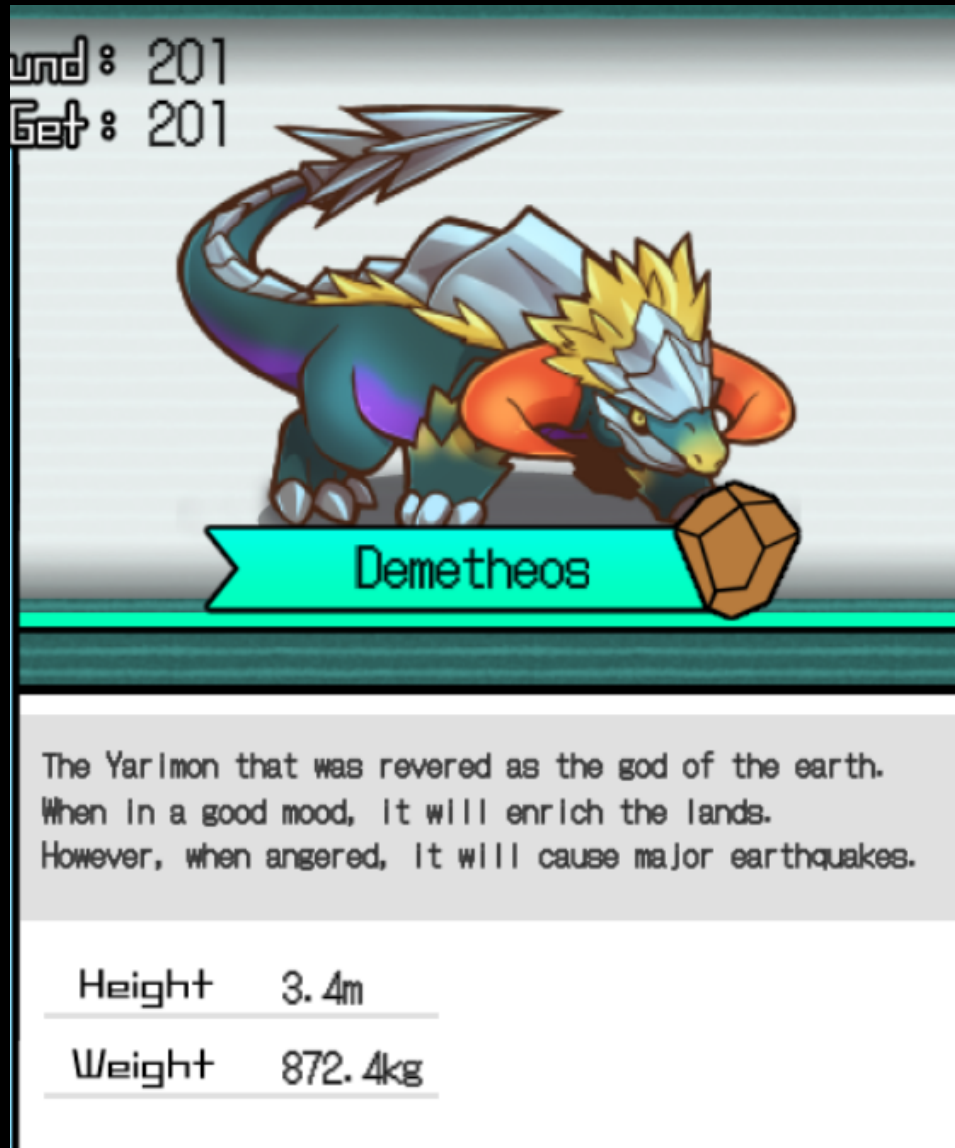 und: 201
Get: 201
Demetheos
The Yarimon that was revered as the god of the earth.
When in a good mood, it will enrich the lands.
However, when angered, it will cause major earthquakes.
Height 3.4m
Weight 872.4kg